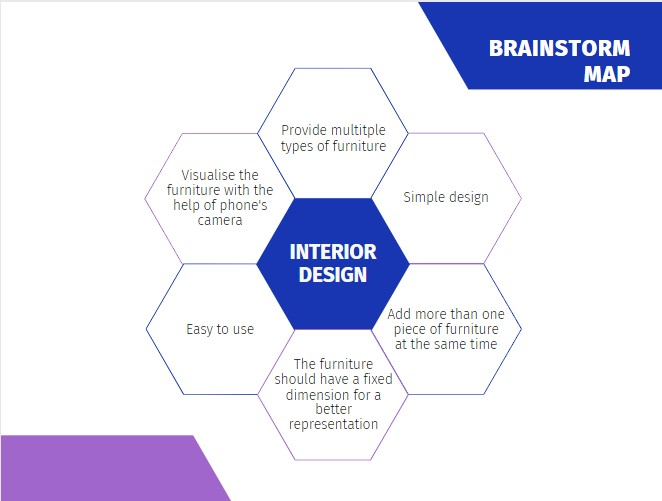 BRAINSTORM
MAP
Provide multitple
types of furniture
Visualise the
furniture with the
help of phone's
camera
Simple design
INTERIOR
DESIGN
Easy to use
Add more than one
piece of furniture
at the same time
The furniture
should have a fixed
dimension for a
better
representation